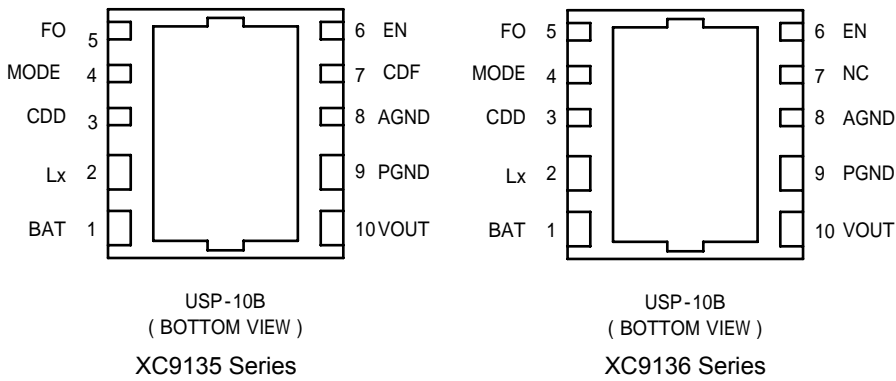 FO 5 6 EN
MODE 4 7 CDF
CDD 3 8 AGND
Lx 2 9 PGND
BAT 1 10 VOUT
USP-10B
( BOTTOM VIEW )
XC9135 Series
FO 5 6 EN
MODE 4 7 NC
CDD 3 8 AGND
Lx 2 9 PGND
BAT 1 10 VOUT
USP-10B
( BOTTOM VIEW )
XC9136 Series